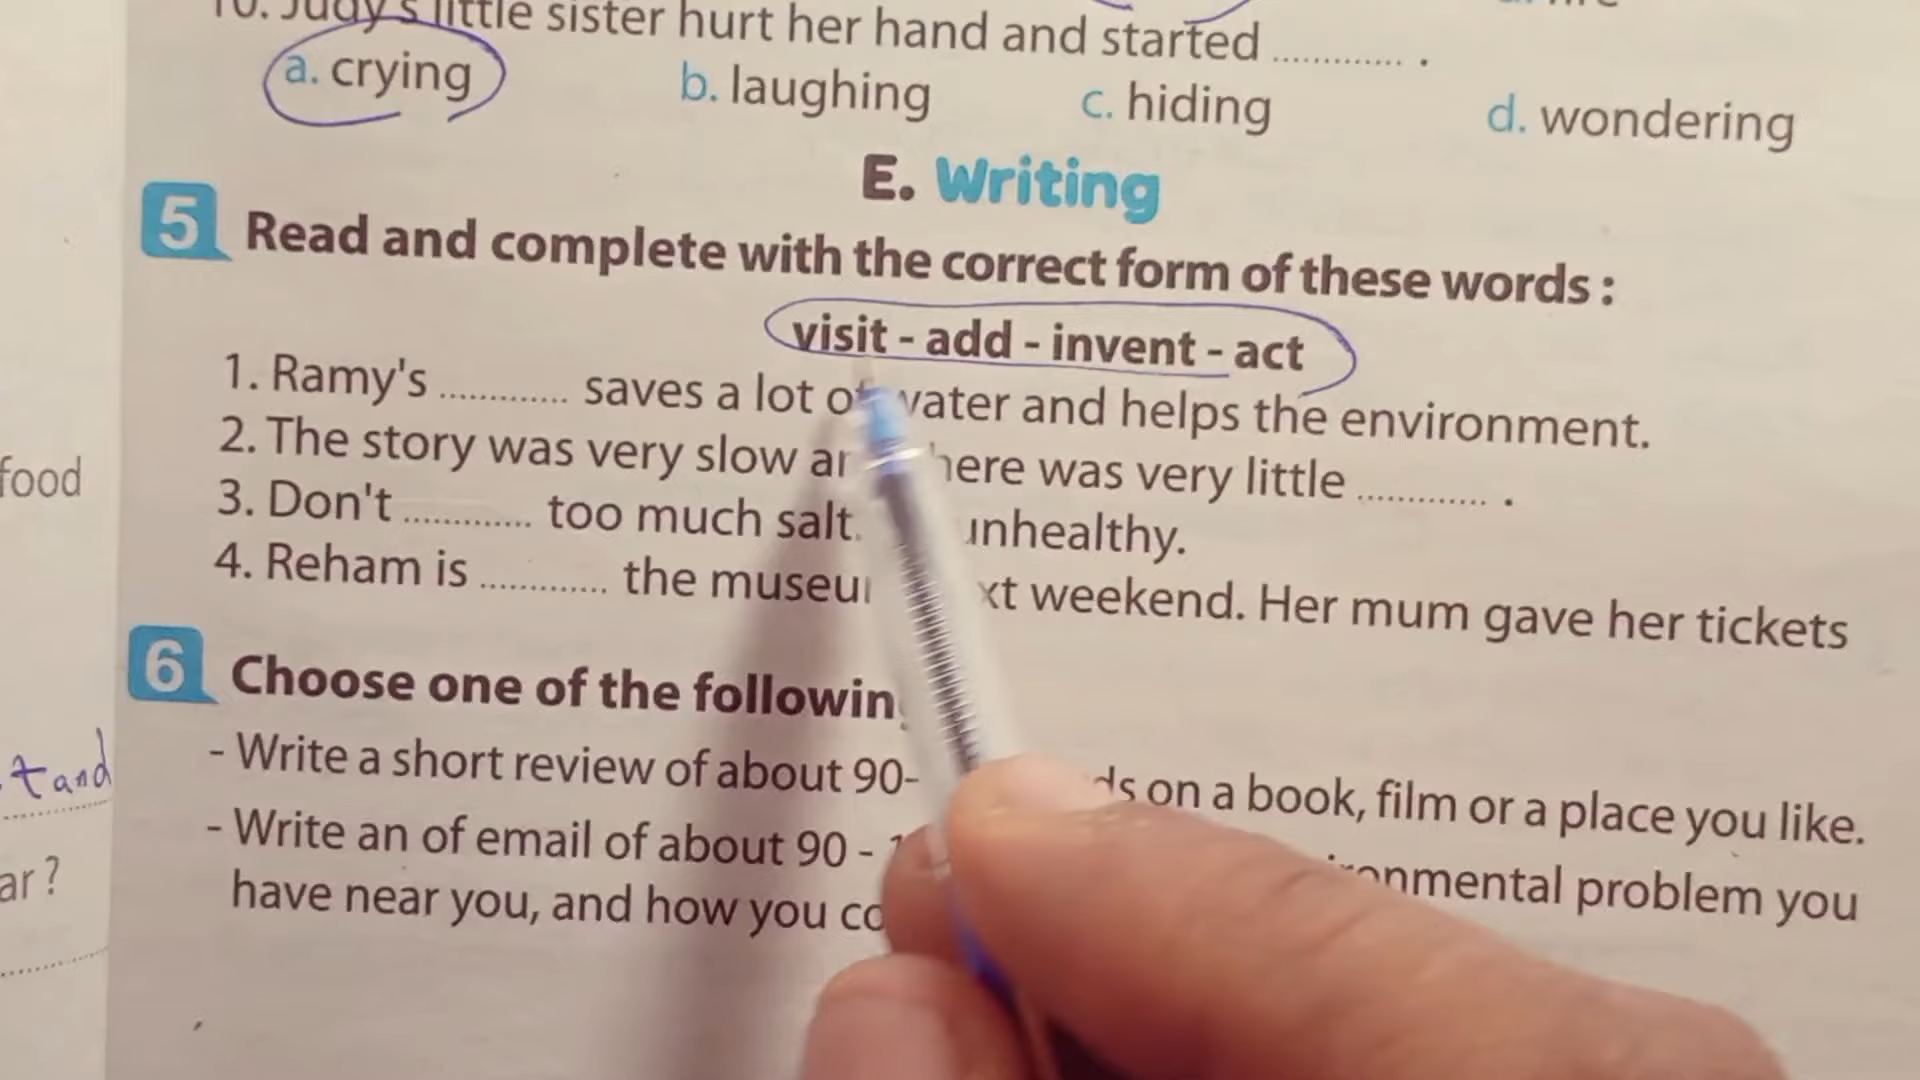 10. Judy's little sister hurt her hand and started ............ .
a. crying b. laughing c. hiding d. wondering
E. Writing
5 Read and complete with the correct form of these words :
visit - add - invent - act
1. Ramy's ............ saves a lot of water and helps the environment.
2. The story was very slow here was very little ............ .
3. Don't ............ too much salt. unhealthy.
4. Reham is ............ the weekend. Her mum gave her tickets
6 Choose one of the
- Write a short review of about 90- on a book, film or a place you like.
- Write an of email of about 90 - problem you
have near you, and how you
food
tand
ar ?